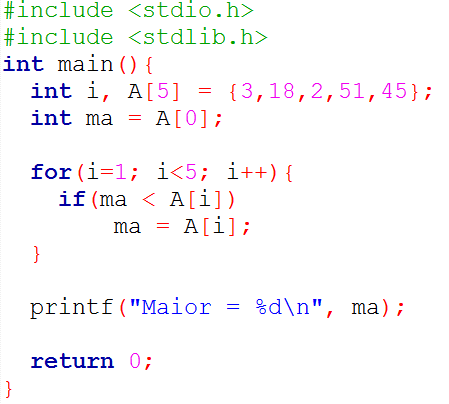 #include <stdio.h>
#include <stdlib.h>
int main(){
  int i, A[5] = {3,18,2,51,45};
  int ma = A[0];

  for(i=1; i<5; i++){
    if(ma < A[i])
        ma = A[i];
  }

  printf("Maior = %d\n", ma);

  return 0;
}